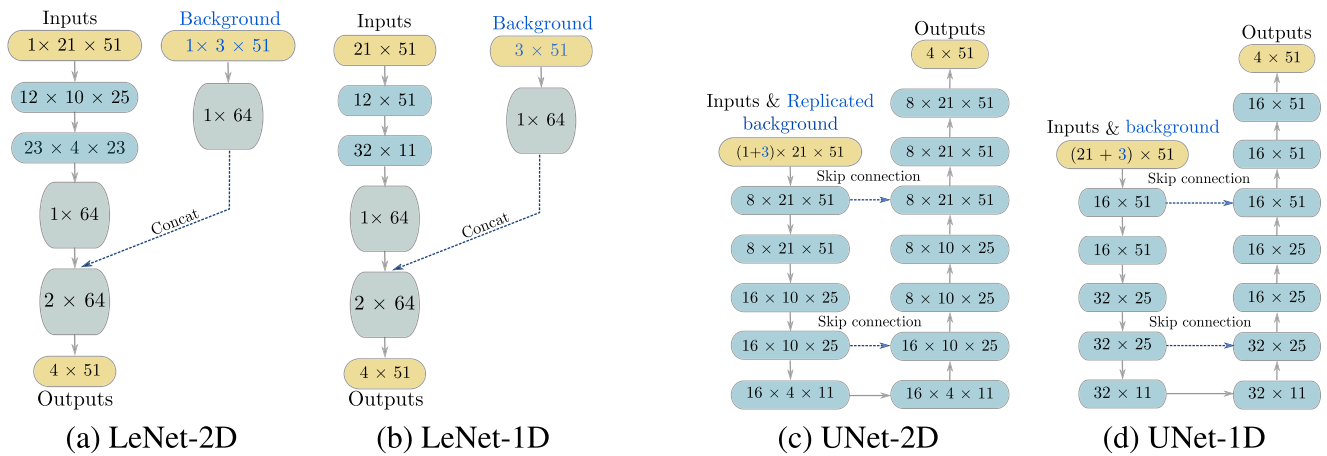 Inputs
1× 21 × 51
12 × 10 × 25
23 × 4 × 23
1× 64
2 × 64
4 × 51
Outputs
Background
1× 3 × 51
1× 64
Concat
(a) LeNet-2D
Inputs
21 × 51
12 × 51
32 × 11
1× 64
2 × 64
4 × 51
Outputs
Background
3 × 51
1× 64
Concat
(b) LeNet-1D
Inputs & Replicated
background
(1+3)× 21 × 51
8 × 21 × 51
8 × 21 × 51
16 × 10 × 25
16 × 10 × 25
16 × 4 × 11
Skip connection
Skip connection
Outputs
4 × 51
8 × 21 × 51
8 × 21 × 51
8 × 21 × 51
8 × 10 × 25
8 × 10 × 25
16 × 10 × 25
16 × 4 × 11
(c) UNet-2D
Inputs & background
(21 + 3) × 51
16 × 51
16 × 51
32 × 25
32 × 25
32 × 11
Skip connection
Skip connection
Outputs
4 × 51
16 × 51
16 × 51
16 × 51
16 × 25
16 × 25
32 × 25
32 × 11
(d) UNet-1D